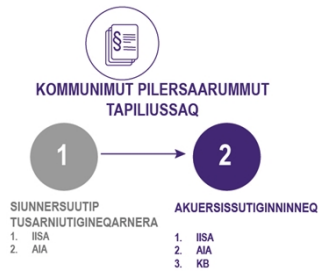 §
KOMMUNIMUT PILERSAARUMMUT
TAPILIUSSAQ
1
2
SIUNNERSUUTIP
TUSARNIUTIGINEQARNERA
1. IISA
2. AIA
AKUERSISSUTIGINNINNEQ
1. IISA
2. AIA
3. KB